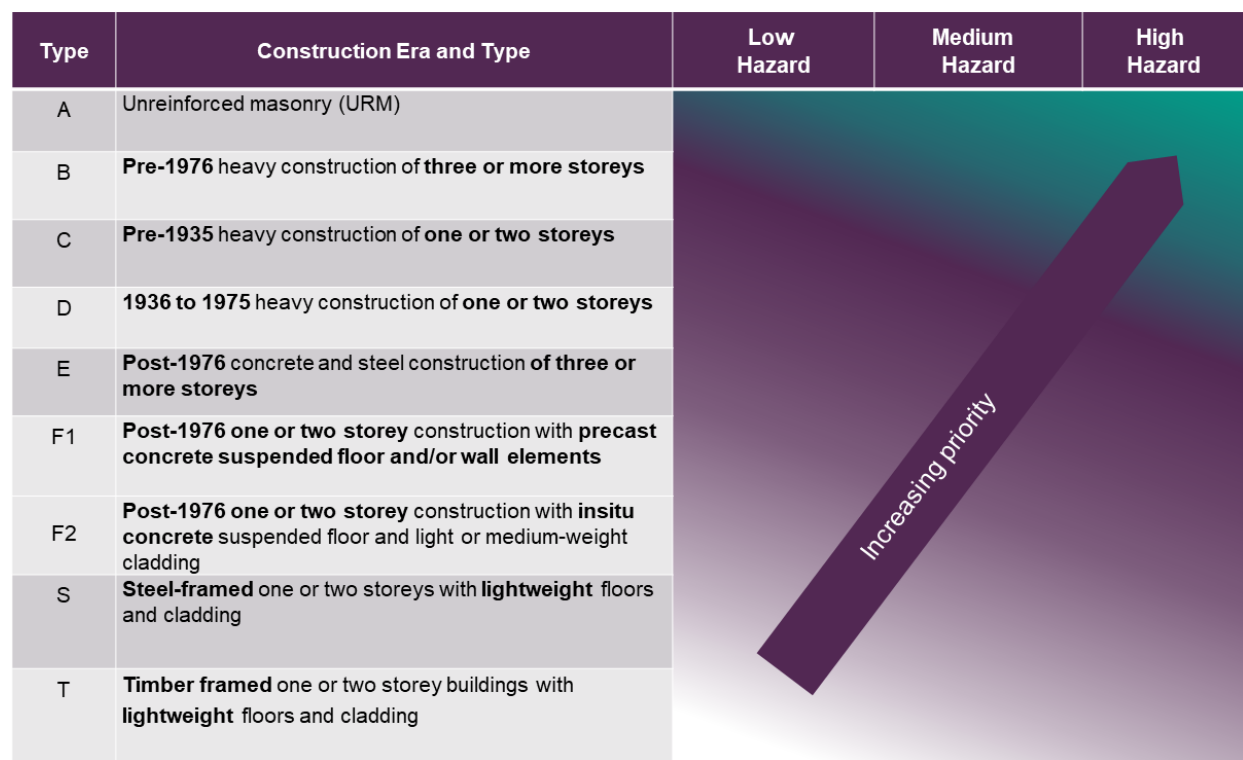 Type
Construction Era and Type
Low
Hazard
Medium
Hazard
High
Hazard
A
Unreinforced masonry (URM)
B
Pre-1976 heavy construction of three or more storeys
C
Pre-1935 heavy construction of one or two storeys
D
1936 to 1975 heavy construction of one or two storeys
E
Post-1976 concrete and steel construction of three or
more storeys
F1
Post-1976 one or two storey construction with precast
concrete suspended floor and/or wall elements
F2
Post-1976 one or two storey construction with insitu
concrete suspended floor and light or medium-weight
cladding
S
Steel-framed one or two storeys with lightweight floors
and cladding
T
Timber framed one or two storey buildings with
lightweight floors and cladding
Increasing priority